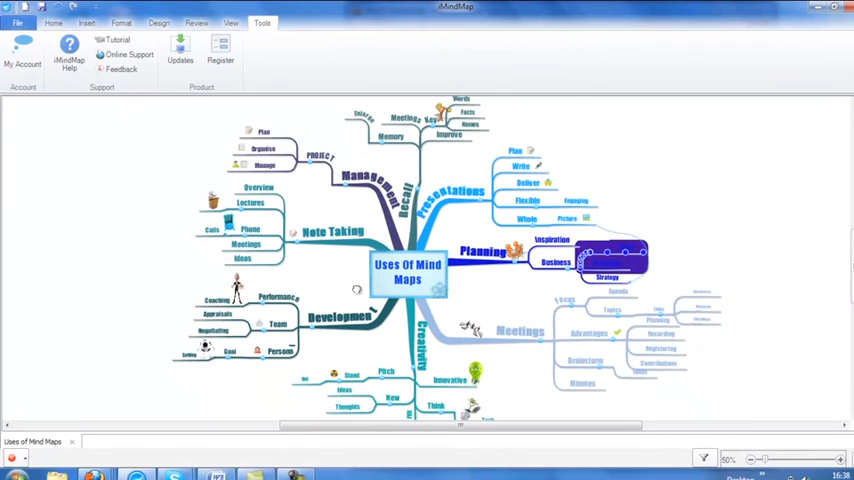 iMindMap
File Home Insert Format Design Review View Tools
My Account
iMindMap Help
Tutorial
Online Support
Feedback
Updates
Register
Account Support Product
Uses Of Mind Maps
Recall
Memory
Enlarge
Meetings
Key
Words
Facts
Names
Improve
Presentations
Plan
Write
Deliver
Flexible
Engaging
Whole
Picture
Planning
Inspiration
Business
Strategy
Meetings
Focus
Agenda
Topics
Links
Planning
Advantages
Recording
Registering
Contributions
Ideas
Brainstorm
Minutes
Creativity
Innovative
Think
Pitch
Stand
Out
New
Ideas
Thoughts
Development
Performance
Coaching
Team
Appraisals
Negotiating
Personal
Goal
Setting
Note Taking
Overview
Lectures
Phone
Calls
Meetings
Ideas
Management
PROJECT
Plan
Organise
Manage
Uses of Mind Maps
50%
Desktop
16:38